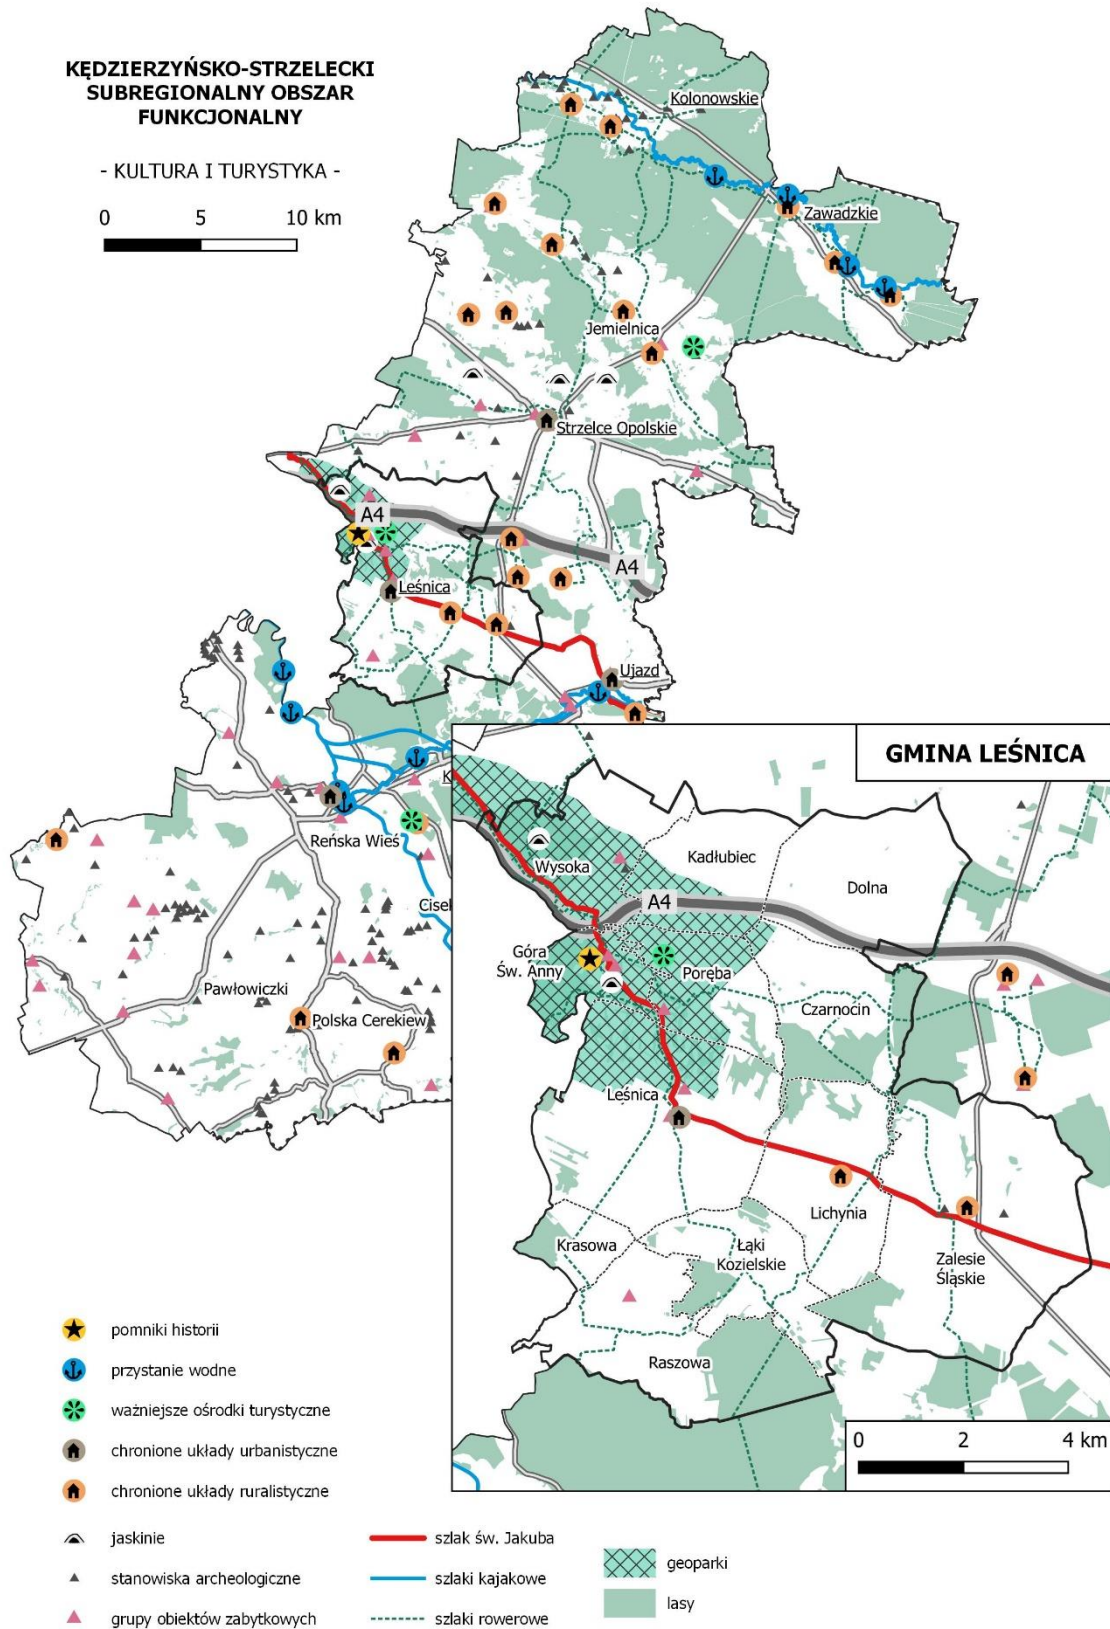 KĘDZIERZYŃSKO-STRZELECKI
SUBREGIONALNY OBSZAR
FUNKCJONALNY
- KULTURA I TURYSTYKA -
0 5 10 km
Kolonowskie
Zawadzkie
Jemielnica
Strzelce Opolskie
A4
A4
Leśnica
Ujazd
K
Reńska Wieś
Cisek
Pawłowiczki
Polska Cerekiew
GMINA LEŚNICA
Wysoka
Kadłubiec
Dolna
A4
Góra
Św. Anny
Poręba
Czarnocin
Leśnica
Lichynia
Krasowa
Łąki
Kozielskie
Zalesie
Śląskie
Raszowa
0 2 4 km
pomniki historii
przystanie wodne
ważniejsze ośrodki turystyczne
chronione układy urbanistyczne
chronione układy ruralistyczne
jaskinie
stanowiska archeologiczne
grupy obiektów zabytkowych
szlak św. Jakuba
szlaki kajakowe
szlaki rowerowe
geoparki
lasy